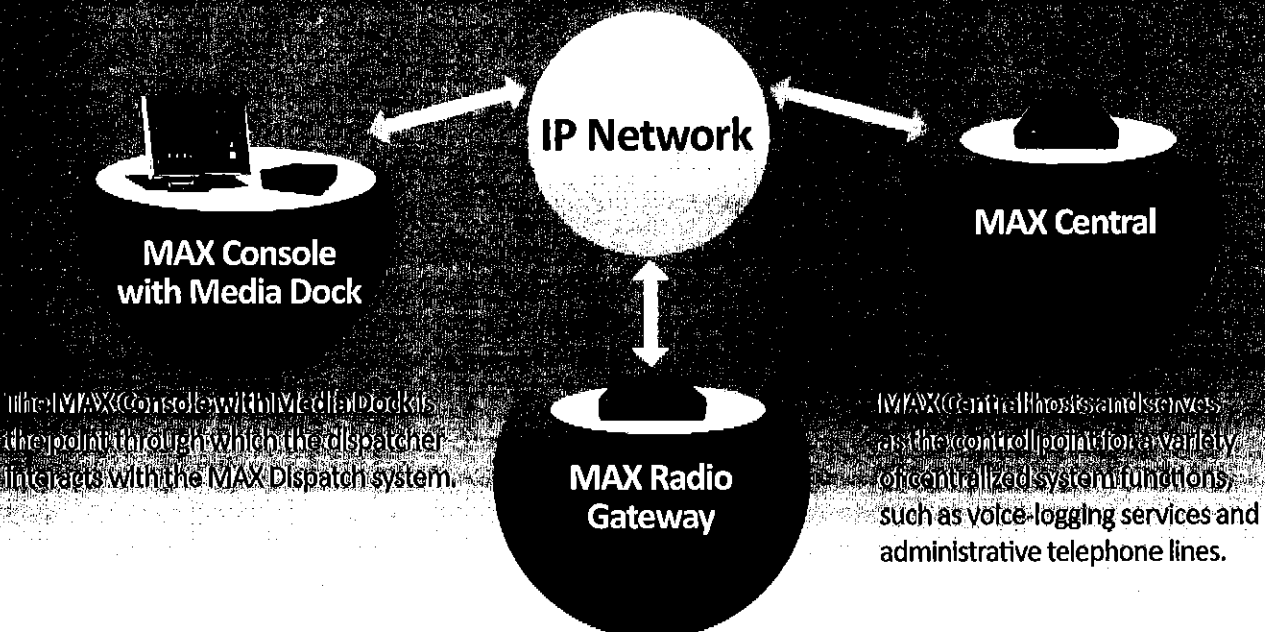 IP Network
MAX Console
with Media Dock
MAX Central
The MAX Console with Media Dock is
the point through which the dispatcher
interacts with the MAX Dispatch system.
MAX Radio
Gateway
MAX Central hosts and serves
as the control point for a variety
of centralized system functions,
such as voice-logging services and
administrative telephone lines.